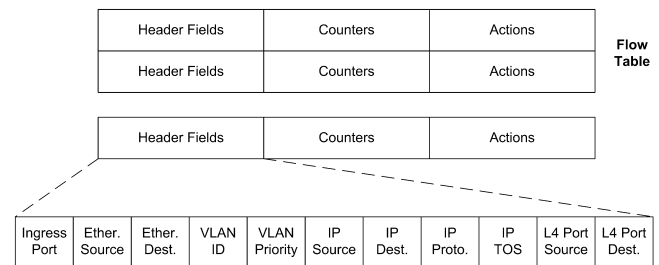 Header Fields Counters Actions
Flow Table
Header Fields Counters Actions
Header Fields Counters Actions
Ingress Port Ether. Source Ether. Dest. VLAN ID VLAN Priority IP Source IP Dest. IP Proto. IP TOS L4 Port Source L4 Port Dest.